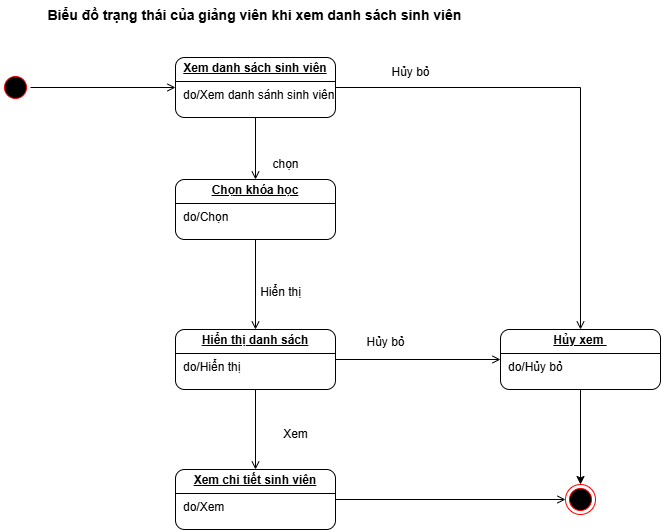 Biểu đồ trạng thái của giảng viên khi xem danh sách sinh viên
Xem danh sách sinh viên
do/Xem danh sánh sinh viên
Hủy bỏ
chọn
Chọn khóa học
do/Chọn
Hiển thị
Hiển thị danh sách
do/Hiển thị
Hủy bỏ
Hủy xem
do/Hủy bỏ
Xem
Xem chi tiết sinh viên
do/Xem